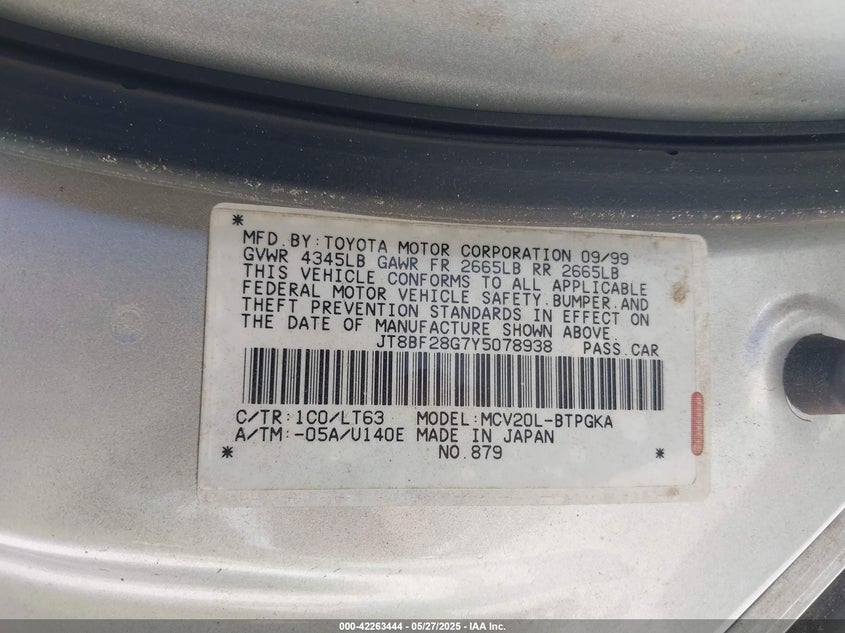 *
MFD.BY:TOYOTA MOTOR CORPORATION 09/99
GVWR 4345LB GAWR FR 2665LB RR 2665LB
THIS VEHICLE CONFORMS TO ALL APPLICABLE
FEDERAL MOTOR VEHICLE SAFETY.BUMPER.AND
THEFT PREVENTION STANDARDS IN EFFECT ON
THE DATE OF MANUFACTURE SHOWN ABOVE.
JT8BF28G7Y5078938 PASS.CAR
C/TR:1C0/LT63 MODEL:MCV20L-BTPGKA
A/TM:-05A/U140E MADE IN JAPAN
* NO.879 *
000-42263444 - 05/27/2025 - IAA Inc.